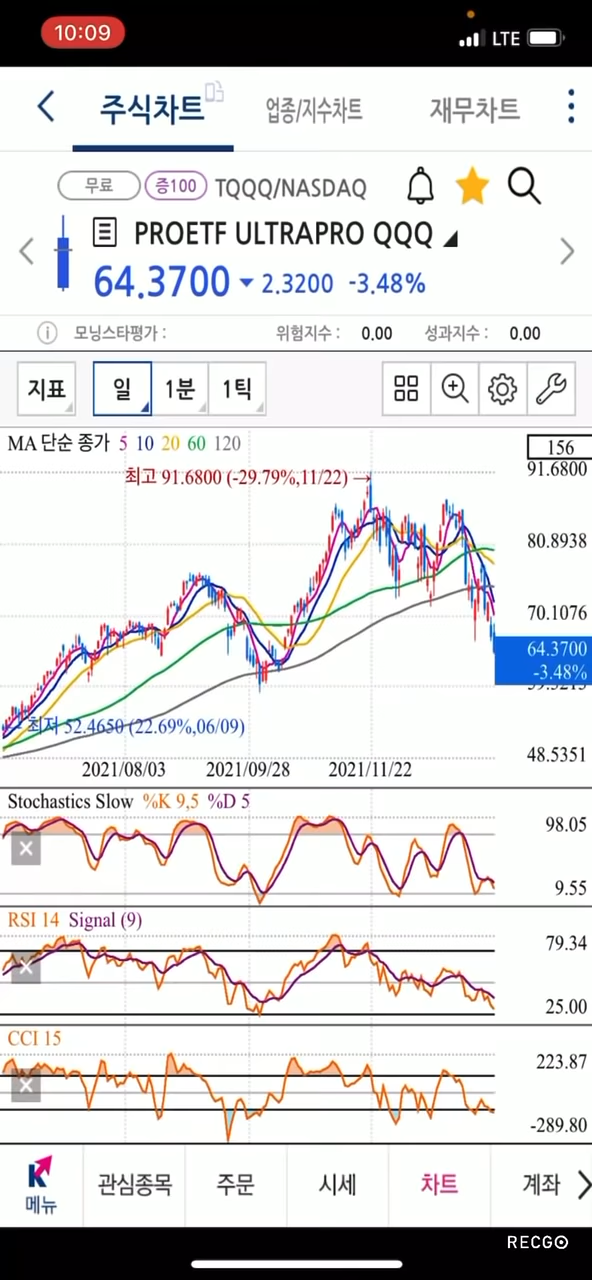 10:09
LTE
주식차트 업종/지수차트 재무차트
무료 증100 TQQQ/NASDAQ
PROETF ULTRAPRO QQQ
64.3700 ▼ 2.3200 -3.48%
모닝스타평가 : 위험지수 : 0.00 성과지수 : 0.00
지표 일 1분 1틱
MA 단순 종가 5 10 20 60 120
156
91.6800
최고 91.6800 (-29.79%,11/22) →
80.8938
70.1076
64.3700
-3.48%
최저 52.4650 (22.69%,06/09)
48.5351
2021/08/03 2021/09/28 2021/11/22
Stochastics Slow %K 9,5 %D 5
98.05
9.55
RSI 14 Signal (9)
79.34
25.00
CCI 15
223.87
-289.80
메뉴 관심종목 주문 시세 차트 계좌
RECGO